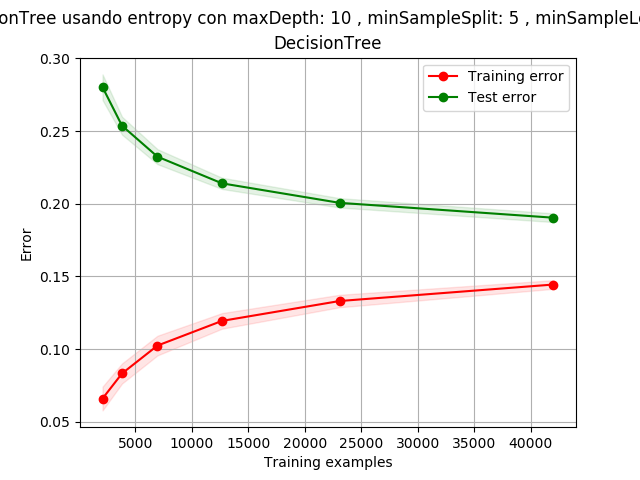 onTree usando entropy con maxDepth: 10 , minSampleSplit: 5 , minSampleLe
DecisionTree
Training error
Test error
0.30
0.25
0.20
0.15
0.10
0.05
Error
5000 10000 15000 20000 25000 30000 35000 40000
Training examples